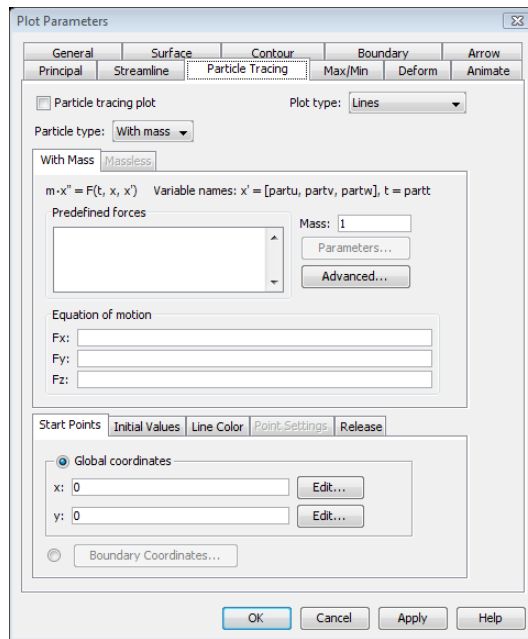 Plot Parameters
General Surface Contour Boundary Arrow
Principal Streamline Particle Tracing Max/Min Deform Animate
Particle tracing plot Plot type: Lines
Particle type: With mass
With Mass Massless
m·x'' = F(t, x, x') Variable names: x' = [partu, partv, partw], t = partt
Predefined forces
Mass: 1
Parameters...
Advanced...
Equation of motion
Fx:
Fy:
Fz:
Start Points Initial Values Line Color Point Settings Release
Global coordinates
x: 0 Edit...
y: 0 Edit...
Boundary Coordinates...
OK Cancel Apply Help